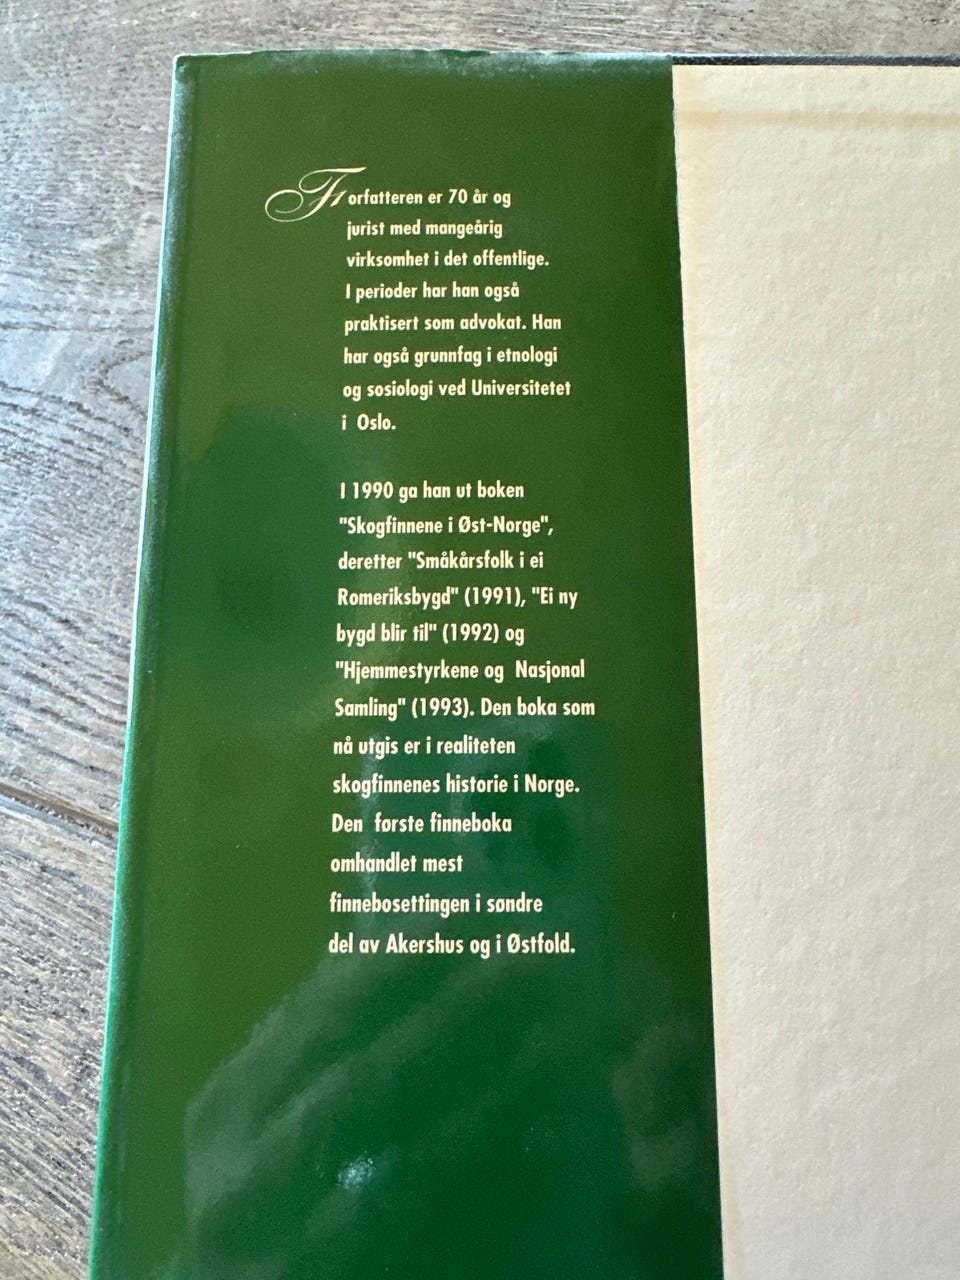 Forfatteren er 70 år og
jurist med mangeårig
virksomhet i det offentlige.
I perioder har han også
praktisert som advokat. Han
har også grunnfag i etnologi
og sosiologi ved Universitetet
i Oslo.
I 1990 ga han ut boken
"Skogfinnene i Øst-Norge",
deretter "Småkårsfolk i ei
Romeriksbygd" (1991), "Ei ny
bygd blir til" (1992) og
"Hjemmestyrkene og Nasjonal
Samling" (1993). Den boka som
nå utgis er i realiteten
skogfinnenes historie i Norge.
Den første finneboka
omhandlet mest
finnebosettingen i søndre
del av Akershus og i Østfold.